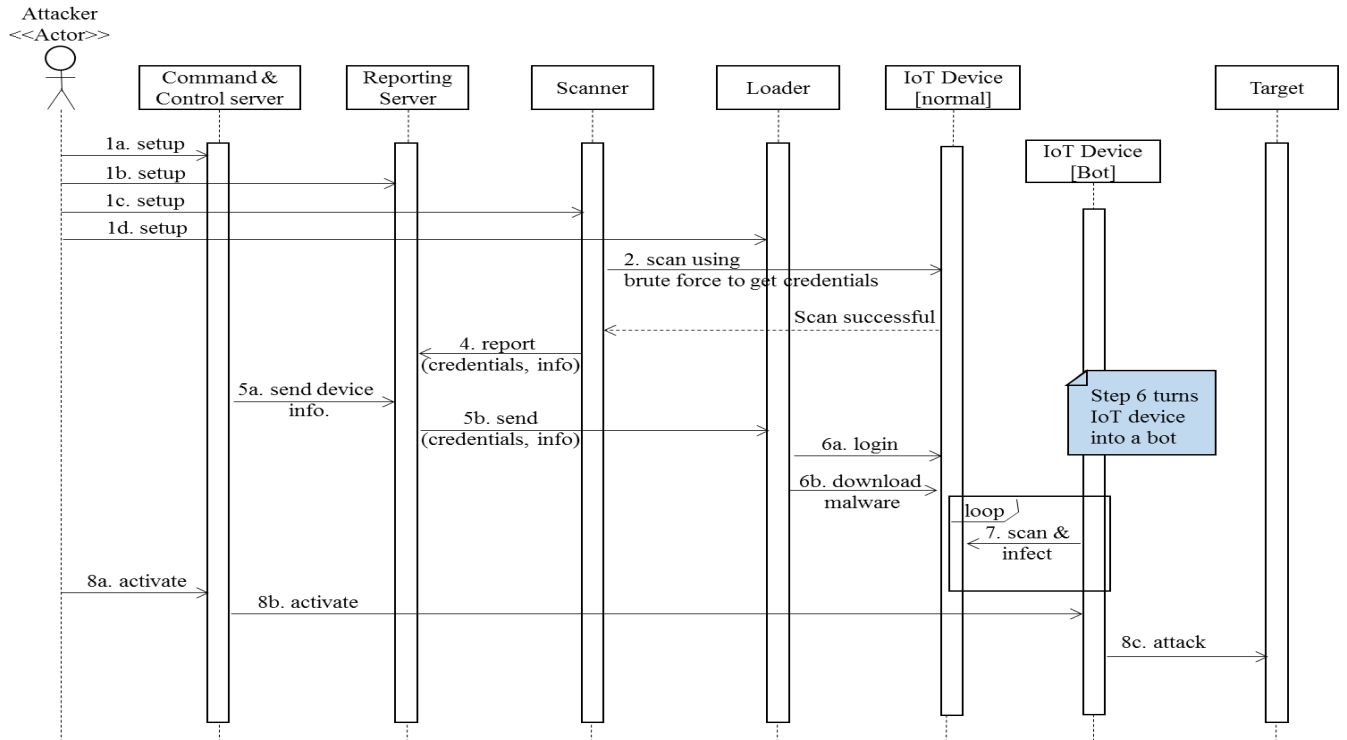 Attacker
<<Actor>>
Command &
Control server
Reporting
Server
Scanner
Loader
IoT Device
[normal]
Target
IoT Device
[Bot]
1a. setup
1b. setup
1c. setup
1d. setup
2. scan using
brute force to get credentials
Scan successful
4. report
(credentials, info)
5a. send device
info.
5b. send
(credentials, info)
Step 6 turns
IoT device
into a bot
6a. login
6b. download
malware
loop
7. scan &
infect
8a. activate
8b. activate
8c. attack